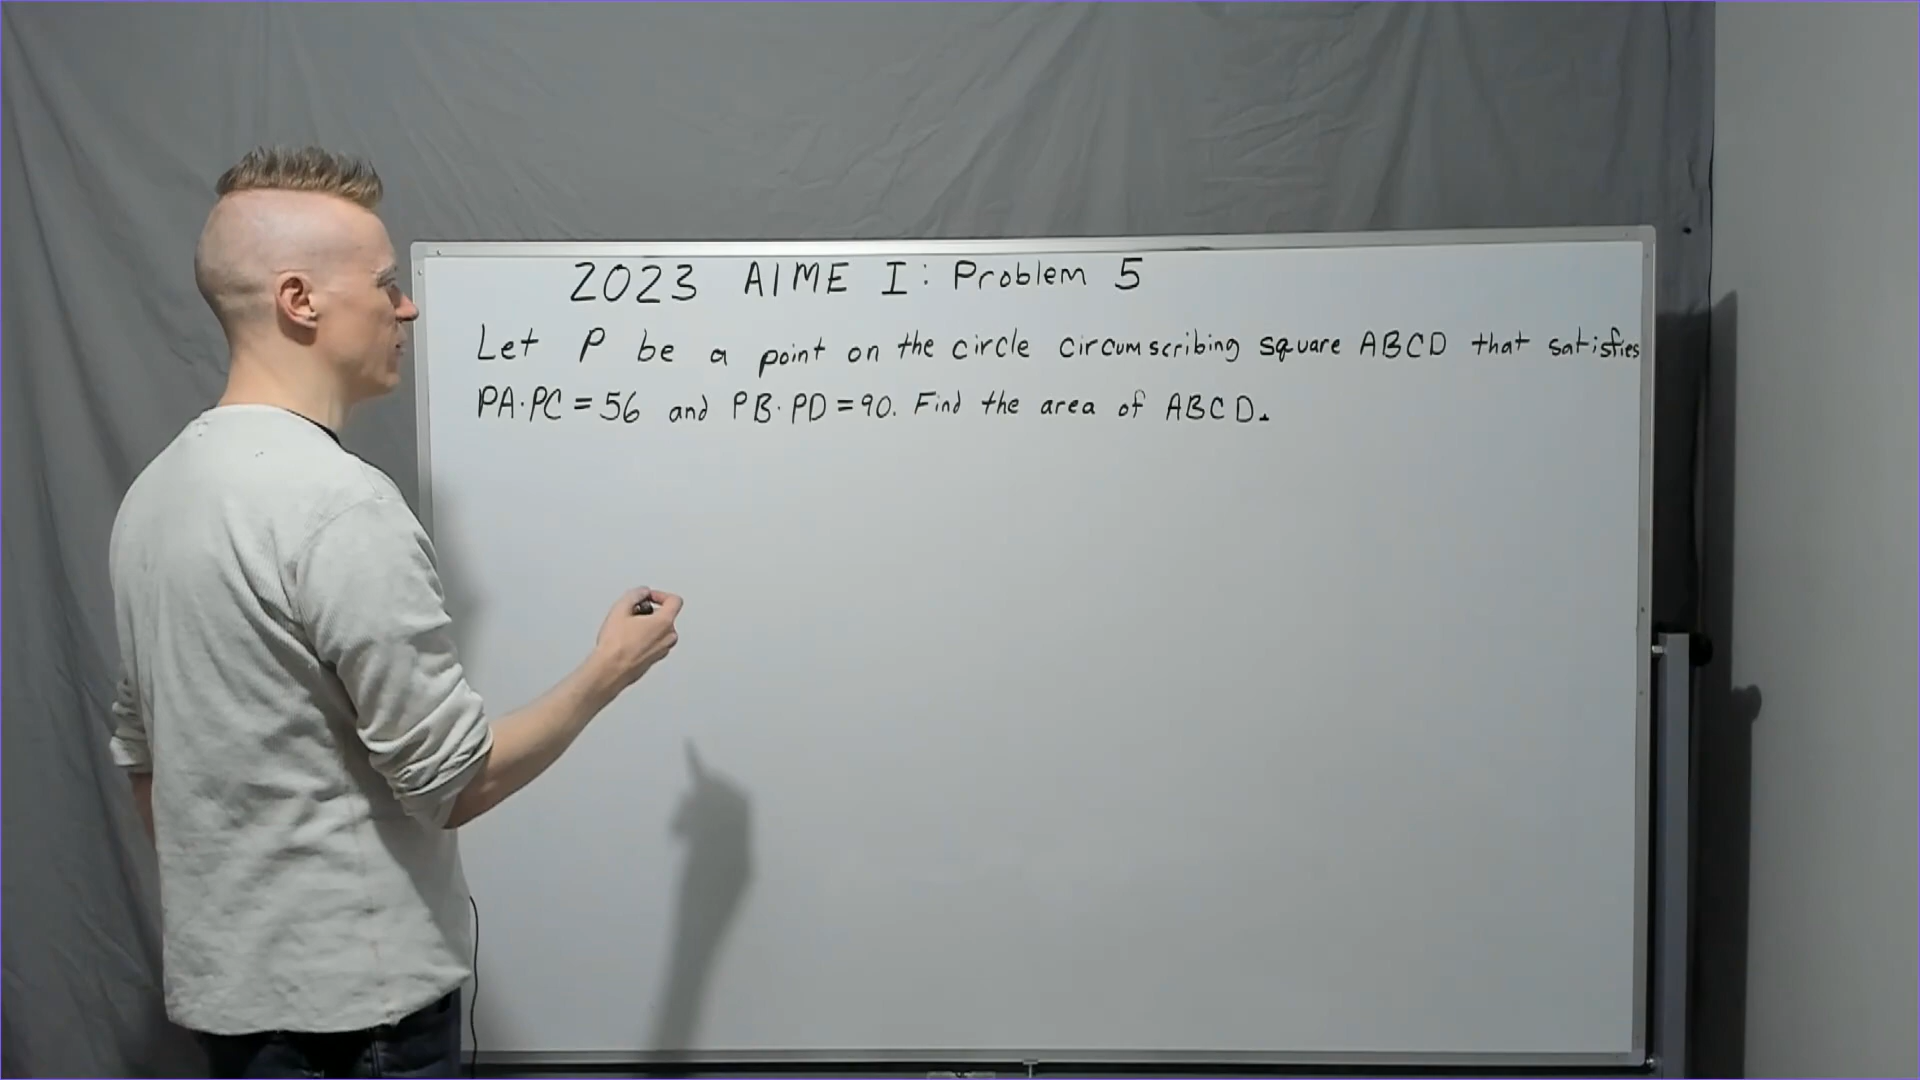 2023 AIME I: Problem 5
Let P be a point on the circle circumscribing square ABCD that satisfies
PA·PC = 56 and PB·PD = 90. Find the area of ABCD.